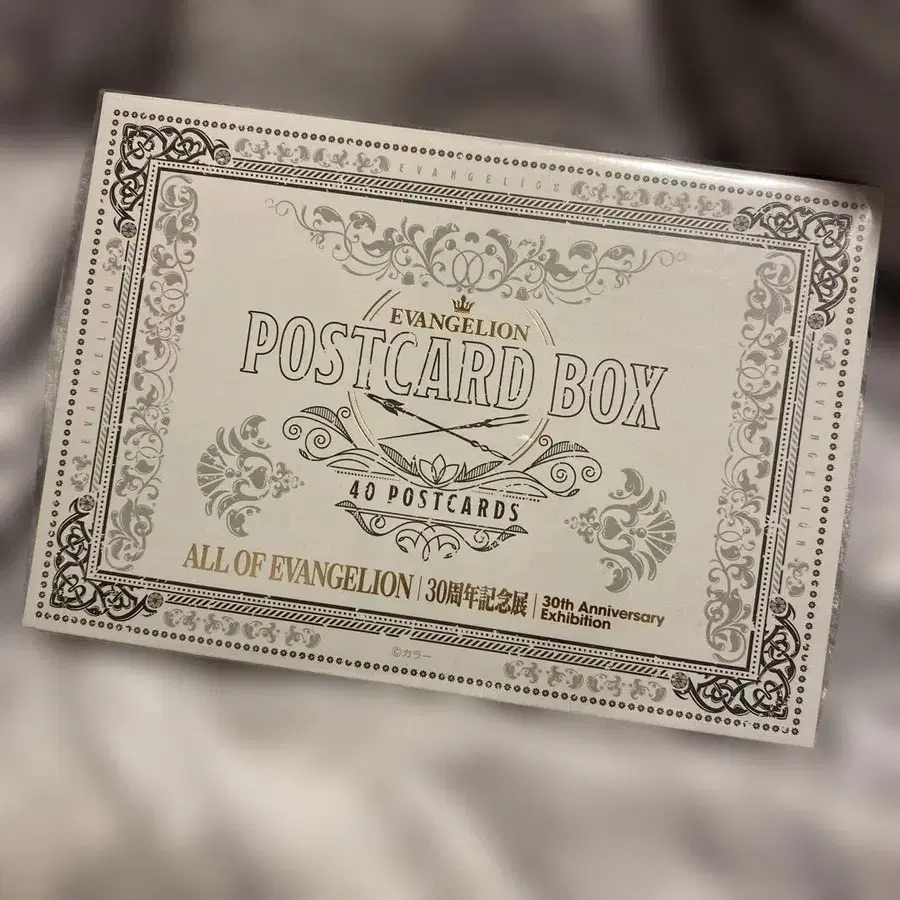 EVANGELION
EVANGELION
POSTCARD BOX
40 POSTCARDS
ALL OF EVANGELION | 30周年記念展 | 30th Anniversary
Exhibition
EVANGELION
EVANGELION
©カラー